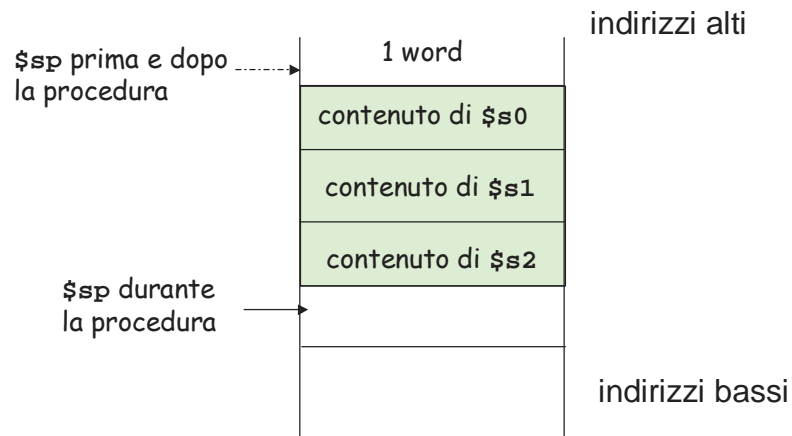 indirizzi alti
$sp prima e dopo
la procedura
1 word
contenuto di $s0
contenuto di $s1
contenuto di $s2
$sp durante
la procedura
indirizzi bassi